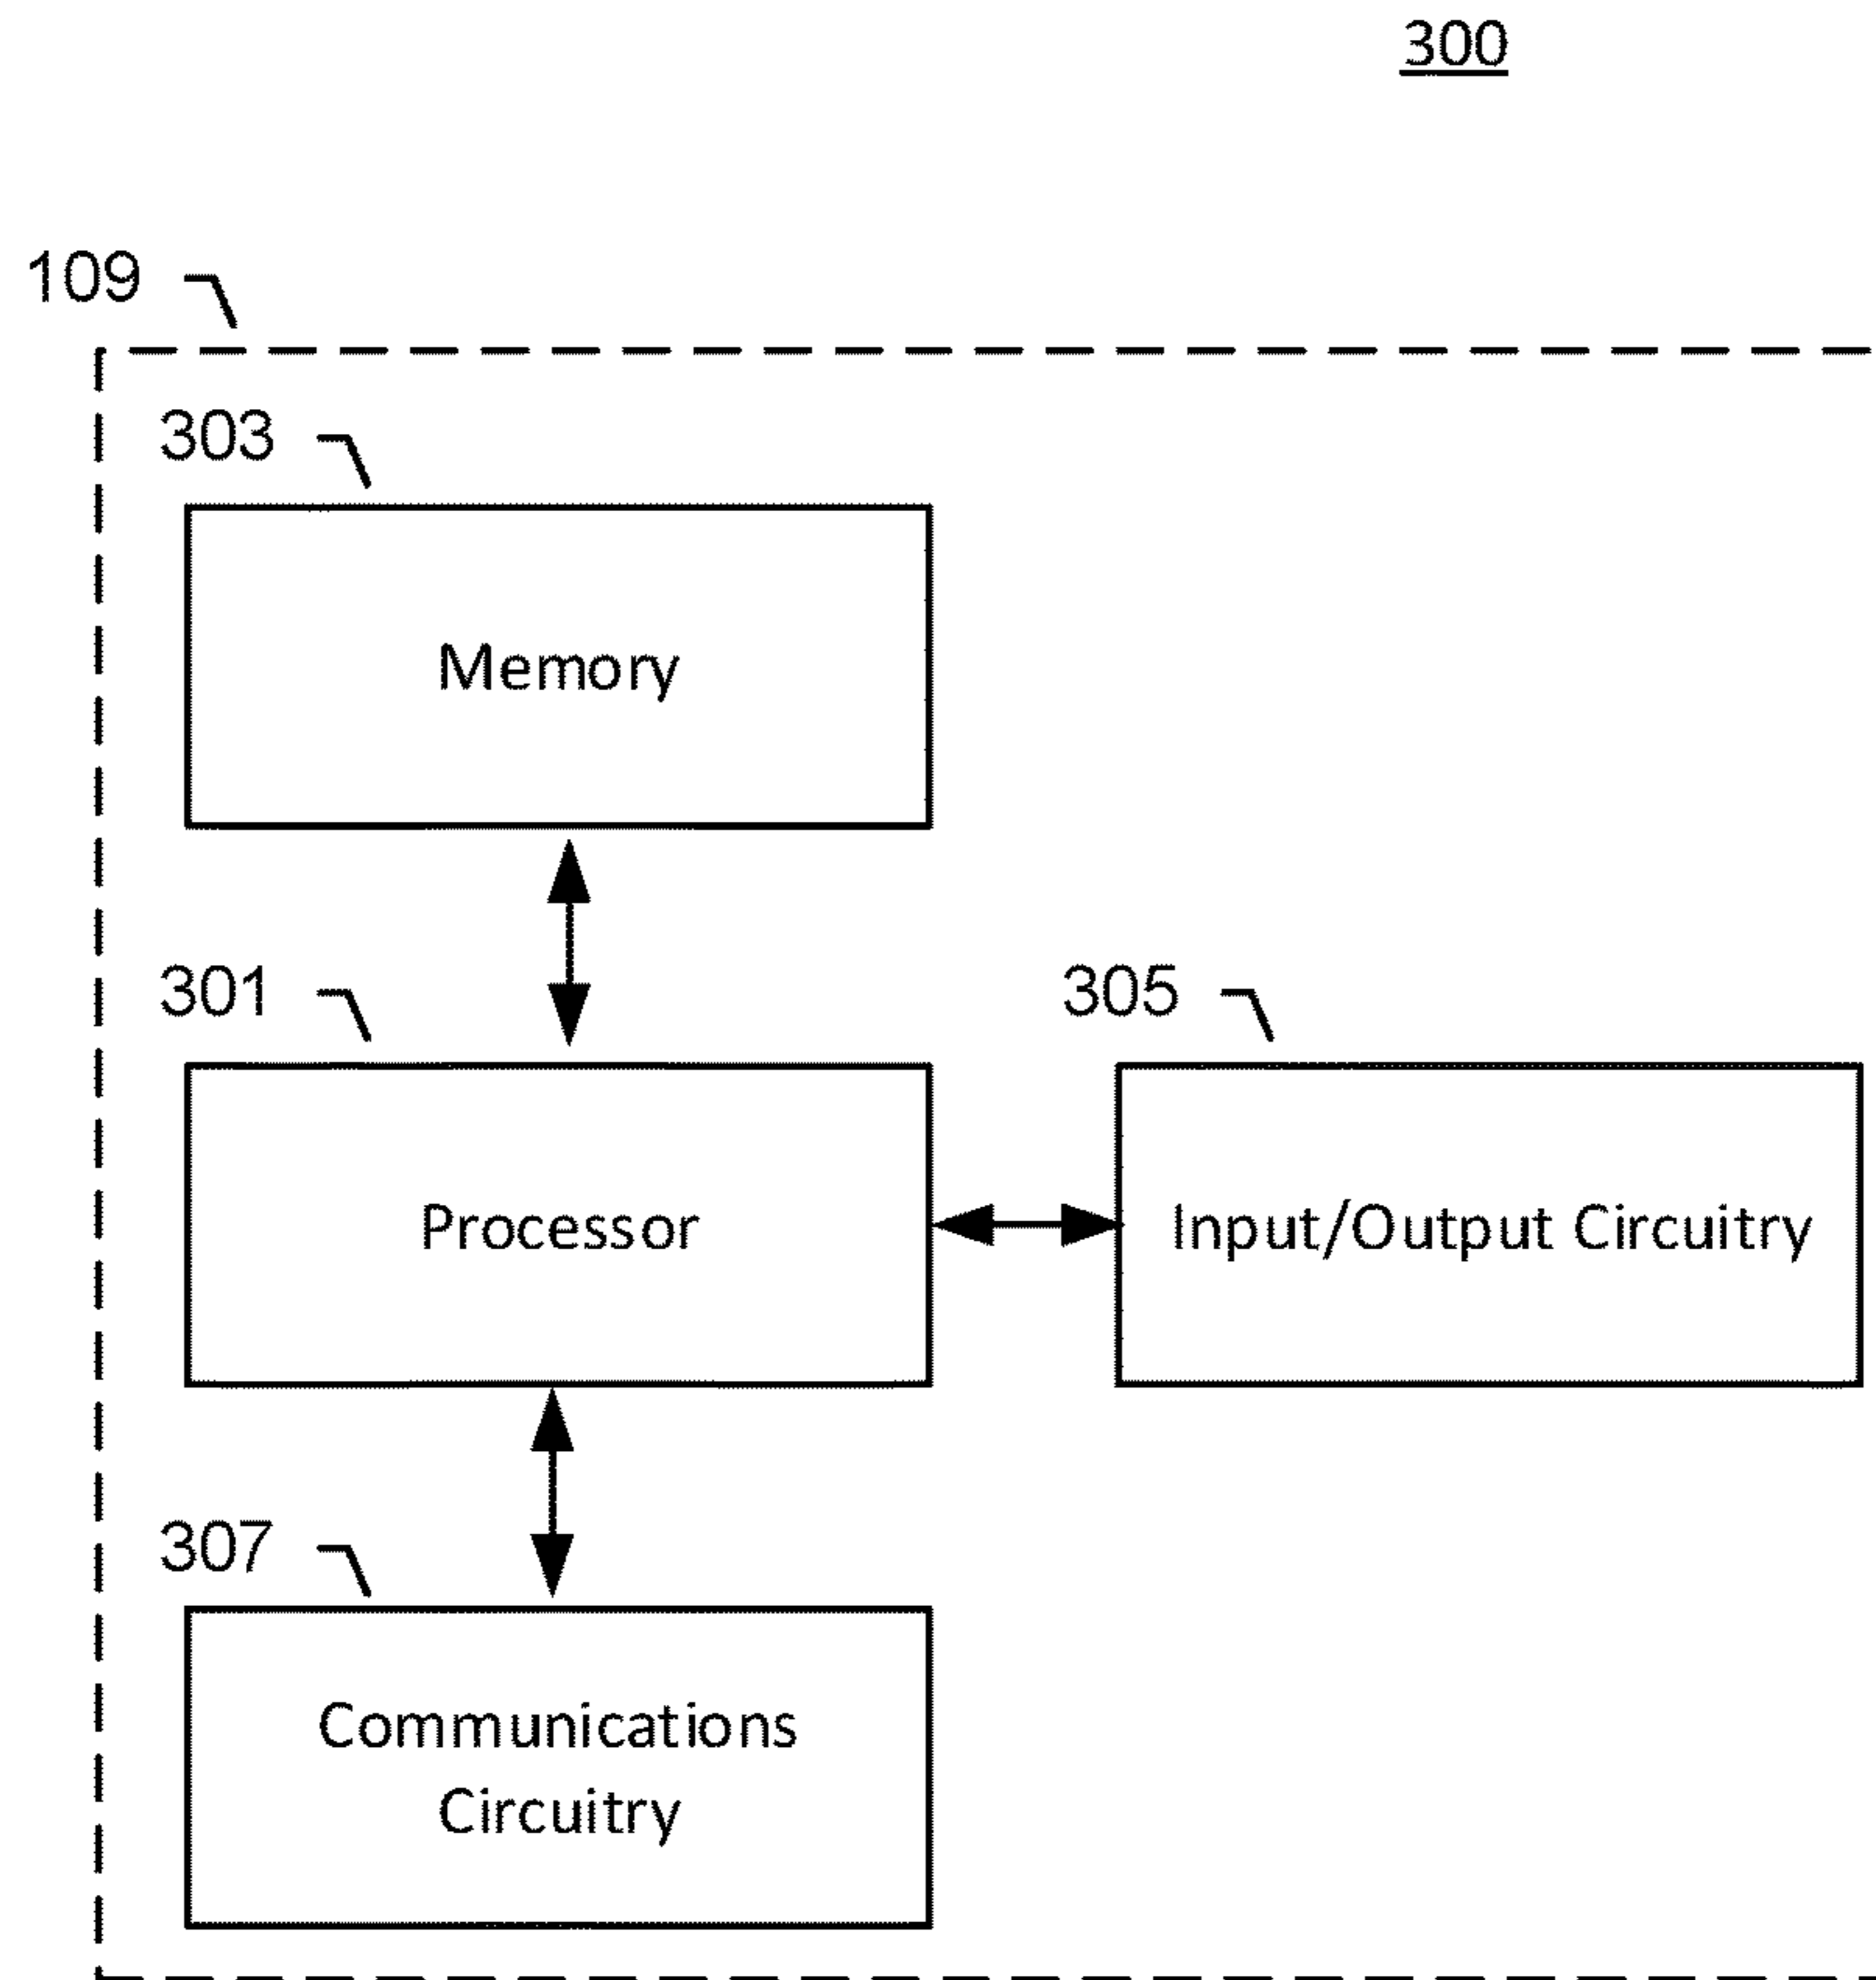 300
109
303
Memory
301
305
Processor
Input/Output Circuitry
307
Communications
Circuitry